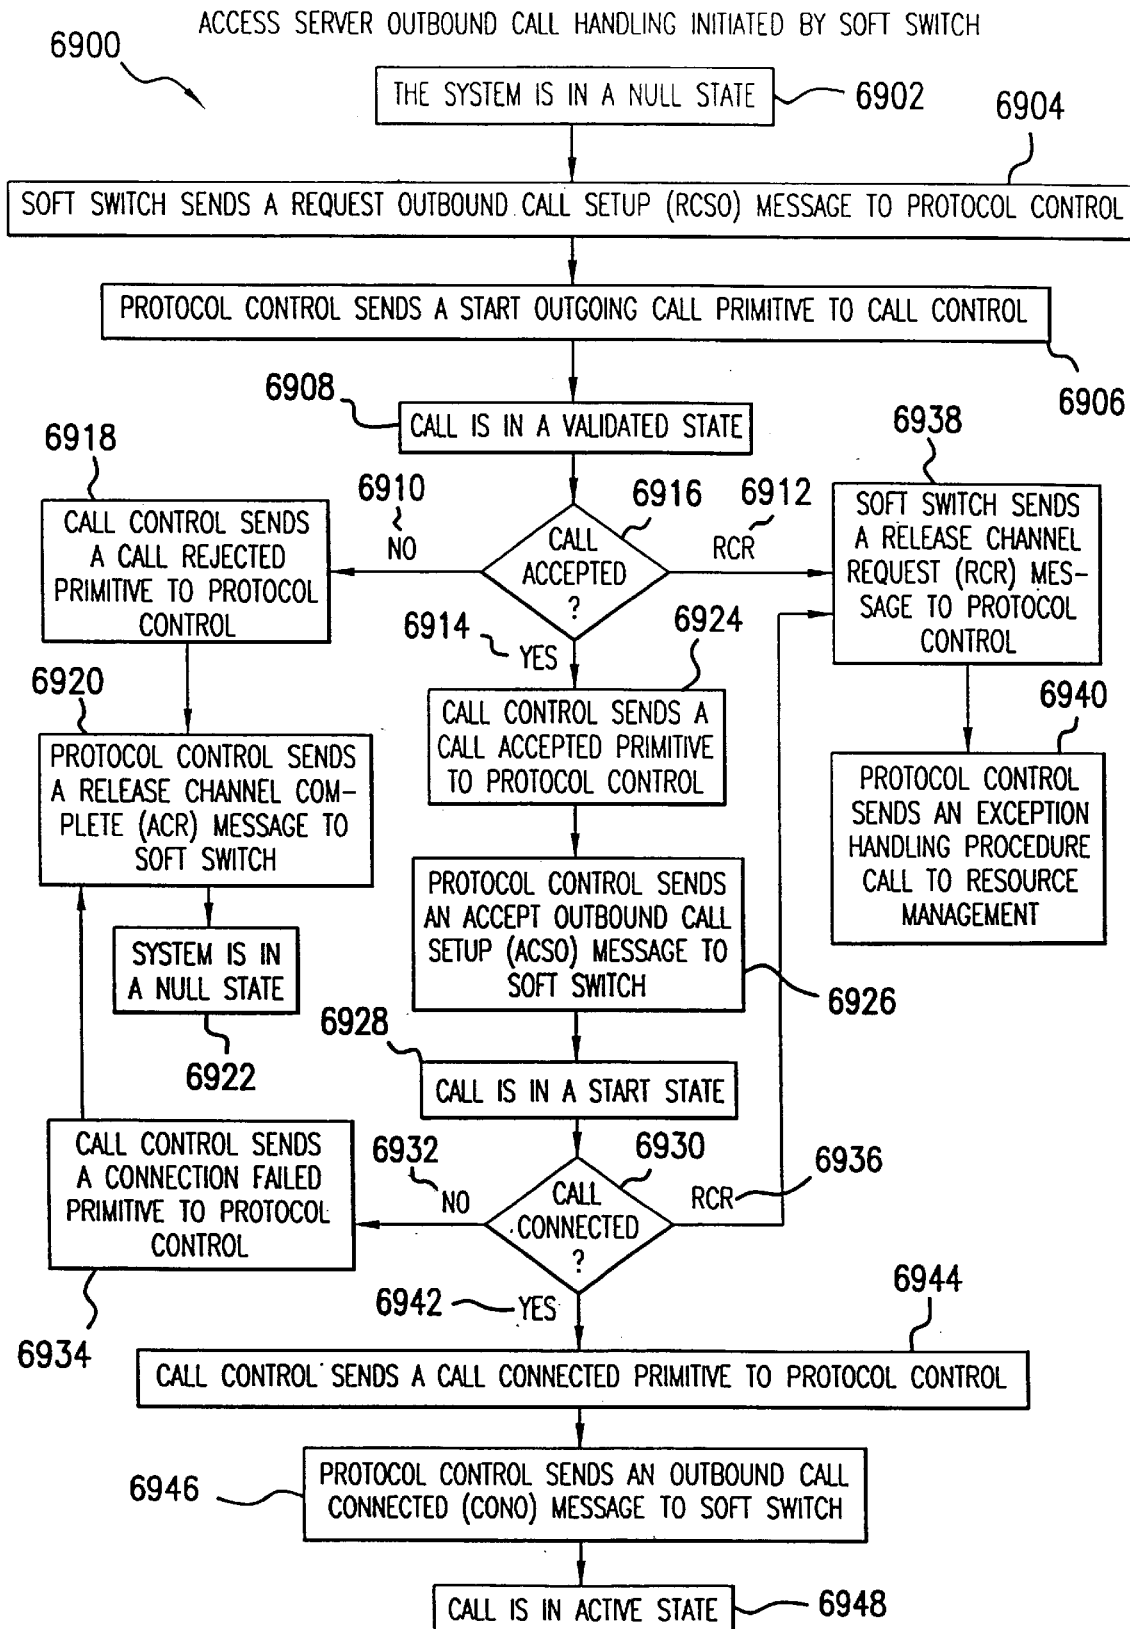 ACCESS SERVER OUTBOUND CALL HANDLING INITIATED BY SOFT SWITCH
6900
THE SYSTEM IS IN A NULL STATE
6902
6904
SOFT SWITCH SENDS A REQUEST OUTBOUND CALL SETUP (RCSO) MESSAGE TO PROTOCOL CONTROL
PROTOCOL CONTROL SENDS A START OUTGOING CALL PRIMITIVE TO CALL CONTROL
6906
6908
CALL IS IN A VALIDATED STATE
6910
NO
CALL
ACCEPTED
?
6916
6912
RCR
6914
YES
6918
CALL CONTROL SENDS
A CALL REJECTED
PRIMITIVE TO PROTOCOL
CONTROL
6920
PROTOCOL CONTROL SENDS
A RELEASE CHANNEL COM-
PLETE (ACR) MESSAGE TO
SOFT SWITCH
SYSTEM IS IN
A NULL STATE
6922
6938
SOFT SWITCH SENDS
A RELEASE CHANNEL
REQUEST (RCR) MES-
SAGE TO PROTOCOL
CONTROL
6940
PROTOCOL CONTROL
SENDS AN EXCEPTION
HANDLING PROCEDURE
CALL TO RESOURCE
MANAGEMENT
6924
CALL CONTROL SENDS A
CALL ACCEPTED PRIMITIVE
TO PROTOCOL CONTROL
PROTOCOL CONTROL SENDS
AN ACCEPT OUTBOUND CALL
SETUP (ACSO) MESSAGE TO
SOFT SWITCH
6926
6928
CALL IS IN A START STATE
6932
NO
CALL
CONNECTED
?
6930
RCR
6936
CALL CONTROL SENDS
A CONNECTION FAILED
PRIMITIVE TO PROTOCOL
CONTROL
6934
6942
YES
6944
CALL CONTROL SENDS A CALL CONNECTED PRIMITIVE TO PROTOCOL CONTROL
6946
PROTOCOL CONTROL SENDS AN OUTBOUND CALL
CONNECTED (CONO) MESSAGE TO SOFT SWITCH
CALL IS IN ACTIVE STATE
6948